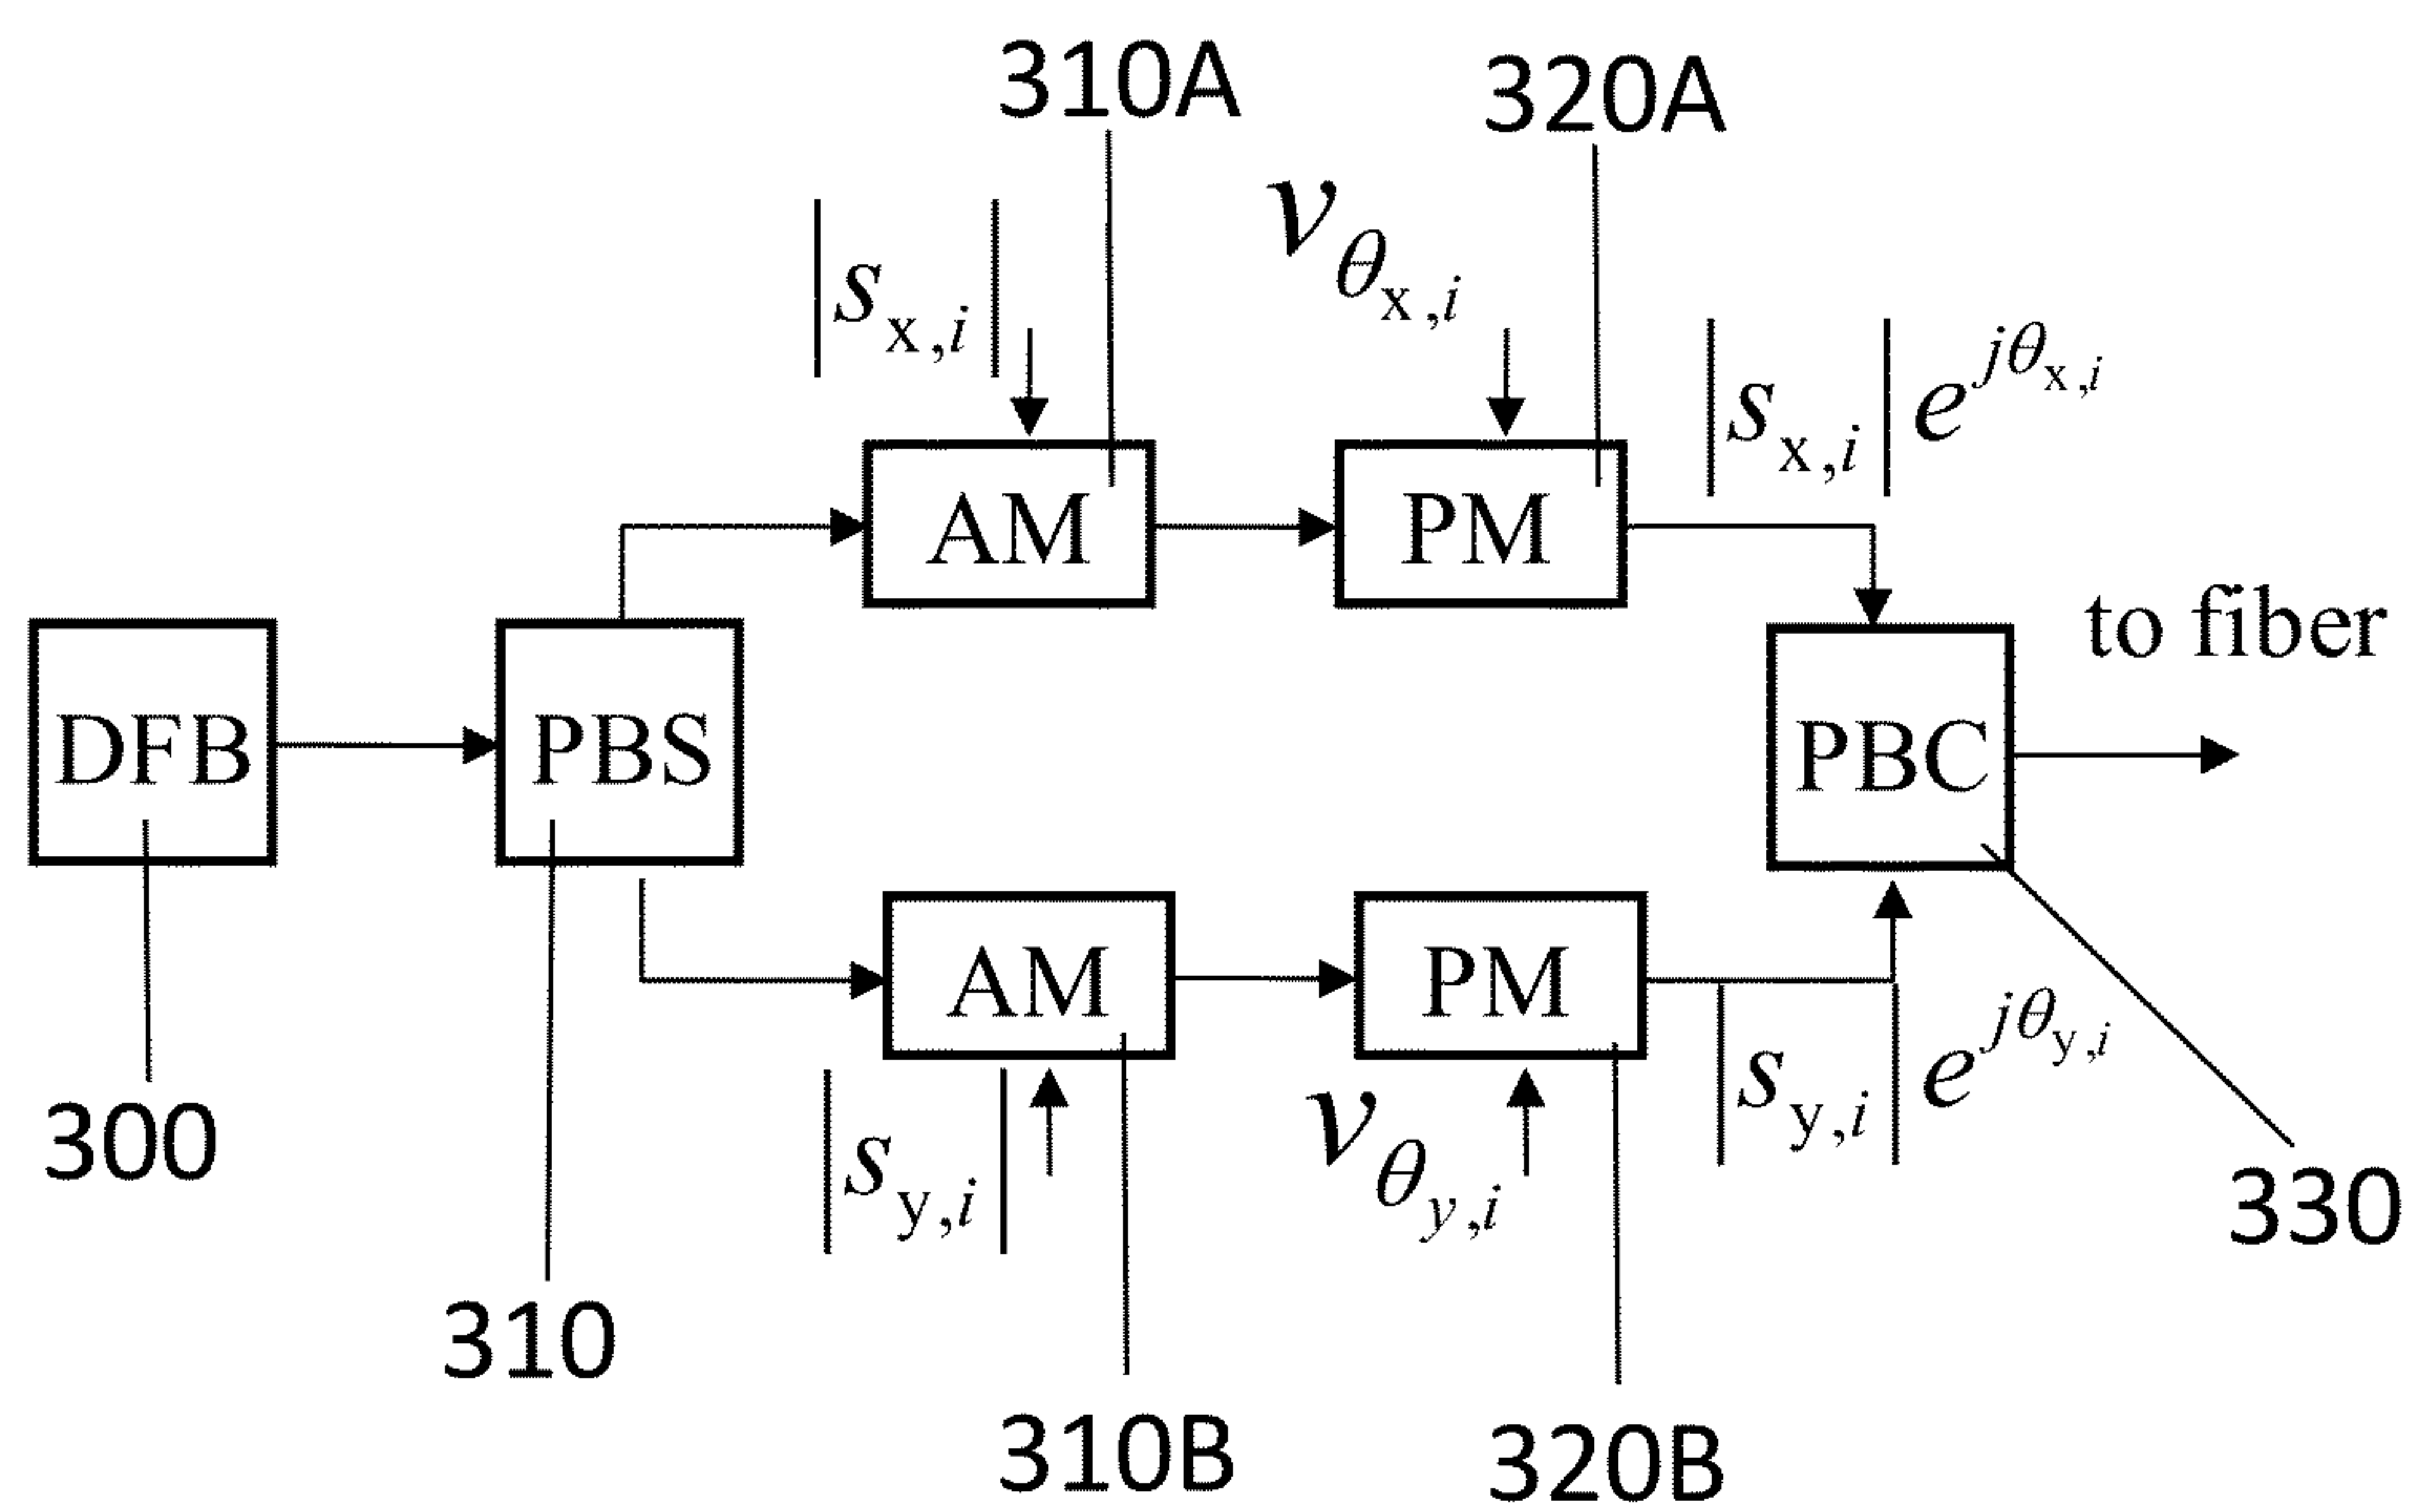 310A
320A
|s_{x,i}|
v_{θ_{x,i}}
|s_{x,i}| e^{jθ_{x,i}}
AM
PM
to fiber
DFB
PBS
PBC
AM
PM
|s_{y,i}|
v_{θ_{y,i}}
|s_{y,i}| e^{jθ_{y,i}}
300
330
310
310B
320B